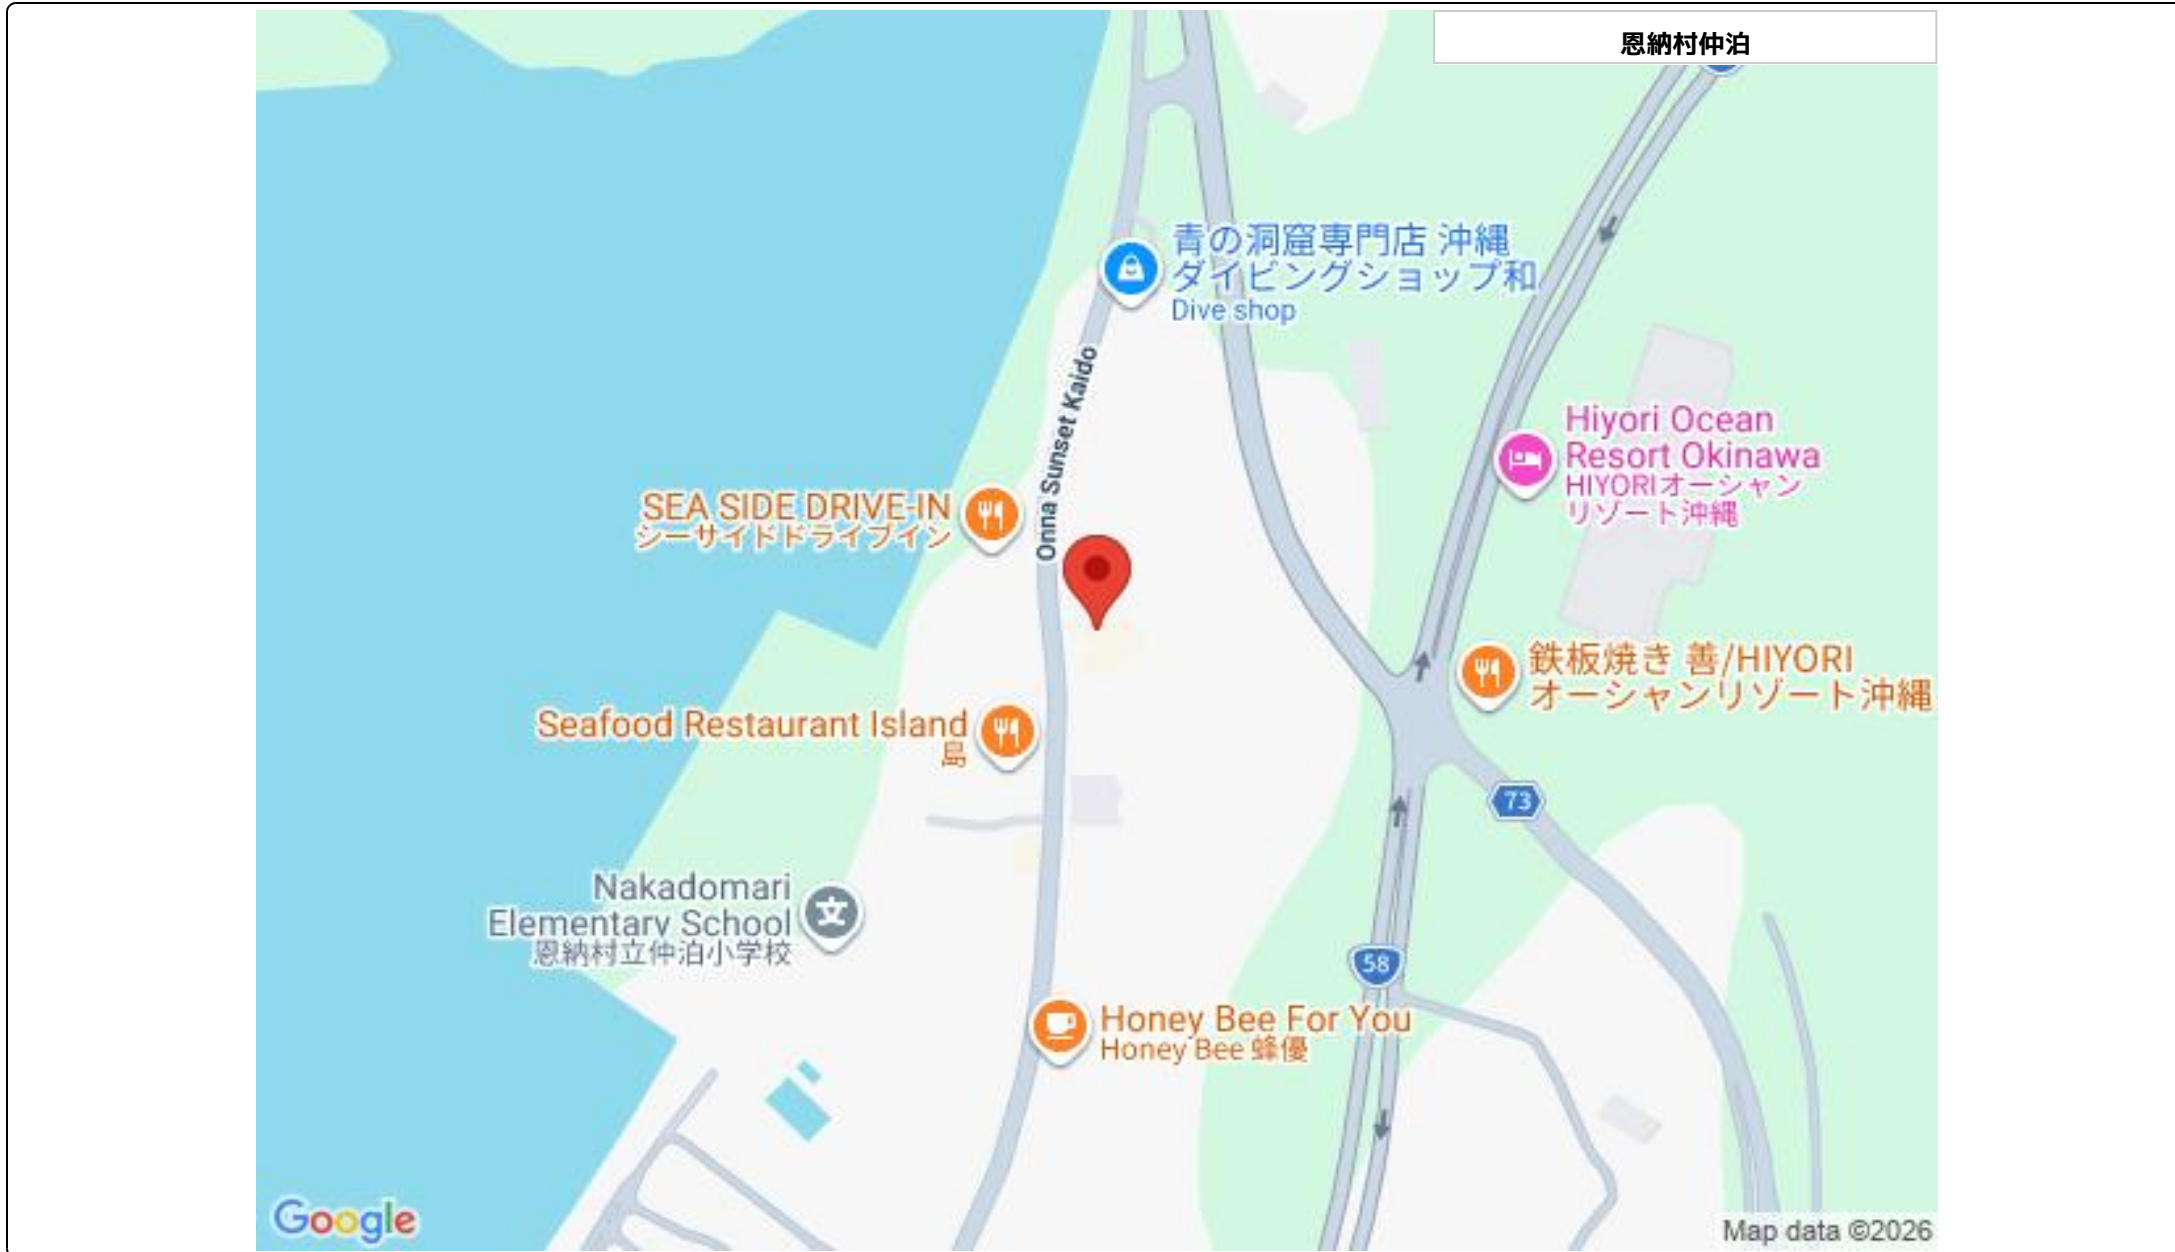 恩納村仲泊
青の洞窟専門店 沖縄
ダイビングショップ和
Dive shop
Onna Sunset Kaido
Hiyori Ocean
Resort Okinawa
HIYORIオーシャン
リゾート沖縄
SEA SIDE DRIVE-IN
シーサイドドライブイン
鉄板焼き 善/HIYORI
オーシャンリゾート沖縄
Seafood Restaurant Island
島
73
Nakadomari
Elementary School
恩納村立仲泊小学校
58
Honey Bee For You
Honey Bee 蜂優
Google
Map data ©2026